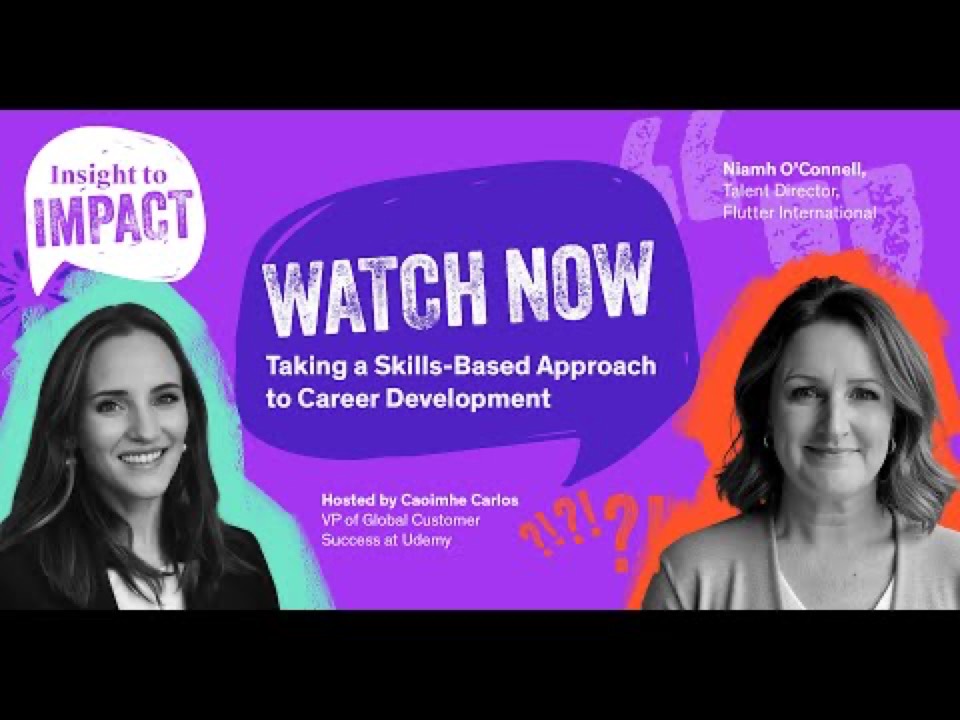 Insight to
IMPACT
WATCH NOW
Taking a Skills-Based Approach
to Career Development
Hosted by Caoimhe Carlos
VP of Global Customer
Success at Udemy
?!?!?
Niamh O'Connell,
Talent Director,
Flutter International